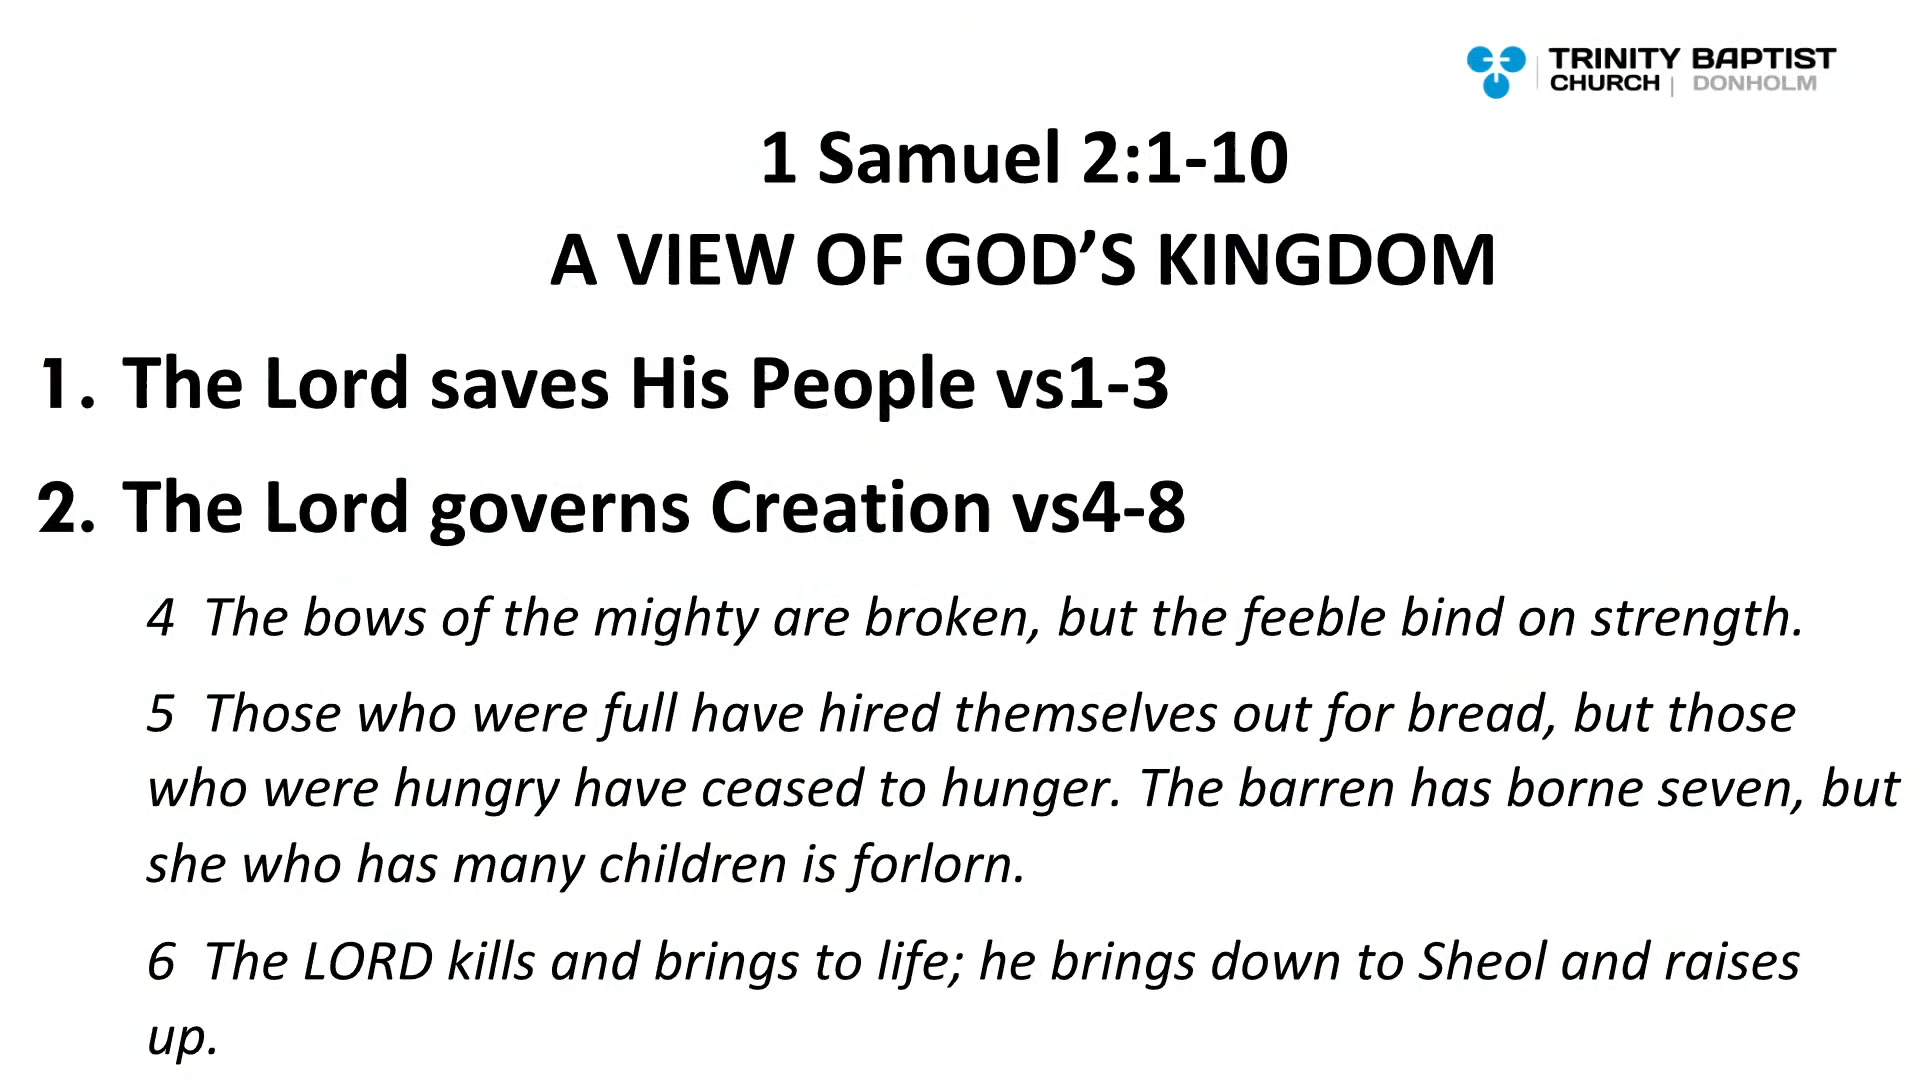 TRINITY BAPTIST
CHURCH | DONHOLM
1 Samuel 2:1-10
A VIEW OF GOD’S KINGDOM
1. The Lord saves His People vs1-3
2. The Lord governs Creation vs4-8
4 The bows of the mighty are broken, but the feeble bind on strength.
5 Those who were full have hired themselves out for bread, but those
who were hungry have ceased to hunger. The barren has borne seven, but
she who has many children is forlorn.
6 The LORD kills and brings to life; he brings down to Sheol and raises
up.